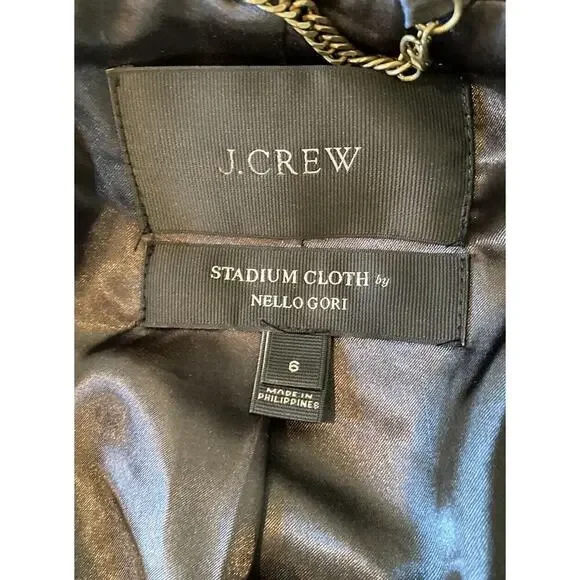 J.CREW
STADIUM CLOTH by
NELLO GORI
6
MADE IN
PHILIPPINES